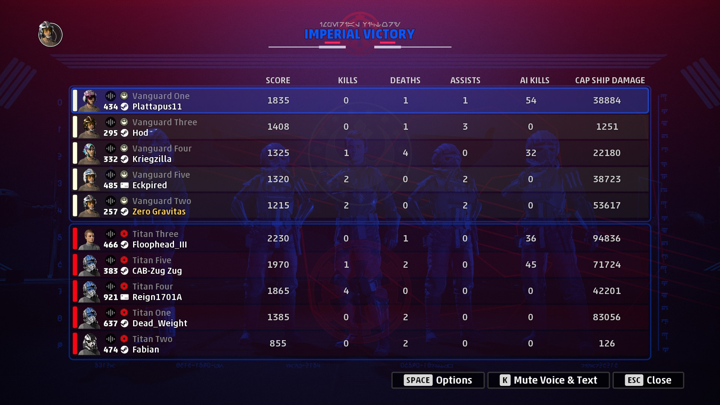 IMPERIAL VICTORY
SCORE KILLS DEATHS ASSISTS AI KILLS CAP SHIP DAMAGE
Vanguard One
434 Plattapus11 1835 0 1 1 54 38884
Vanguard Three
295 Hod~ 1408 0 1 3 0 1251
Vanguard Four
332 Kriegzilla 1325 1 4 0 32 22180
Vanguard Five
485 Eckpired 1320 2 0 2 0 38723
Vanguard Two
257 Zero Gravitas 1215 2 0 2 0 53617
Titan Three
466 Floophead_III 2230 0 1 0 36 94836
Titan Five
383 CAB-Zug Zug 1970 1 2 0 45 71724
Titan Four
921 Reign1701A 1865 4 0 0 0 42201
Titan One
637 Dead_Weight 1385 0 2 0 0 83056
Titan Two
474 Fabian 855 0 2 0 0 126
SPACE Options K Mute Voice & Text ESC Close